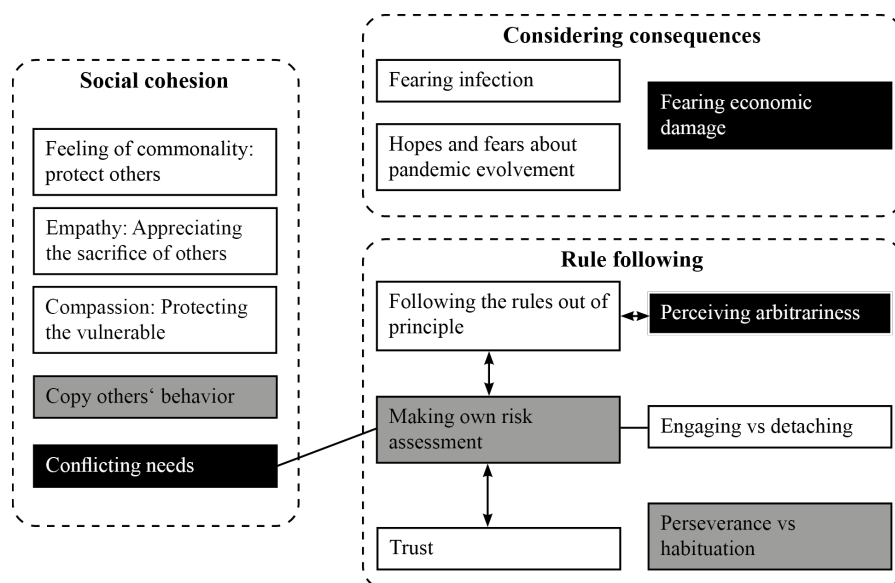 Social cohesion
Feeling of commonality:
protect others
Empathy: Appreciating
the sacrifice of others
Compassion: Protecting
the vulnerable
Copy others‘ behavior
Conflicting needs
Considering consequences
Fearing infection
Hopes and fears about
pandemic evolvement
Fearing economic
damage
Rule following
Following the rules out of
principle
Perceiving arbitrariness
Making own risk
assessment
Engaging vs detaching
Trust
Perseverance vs
habituation